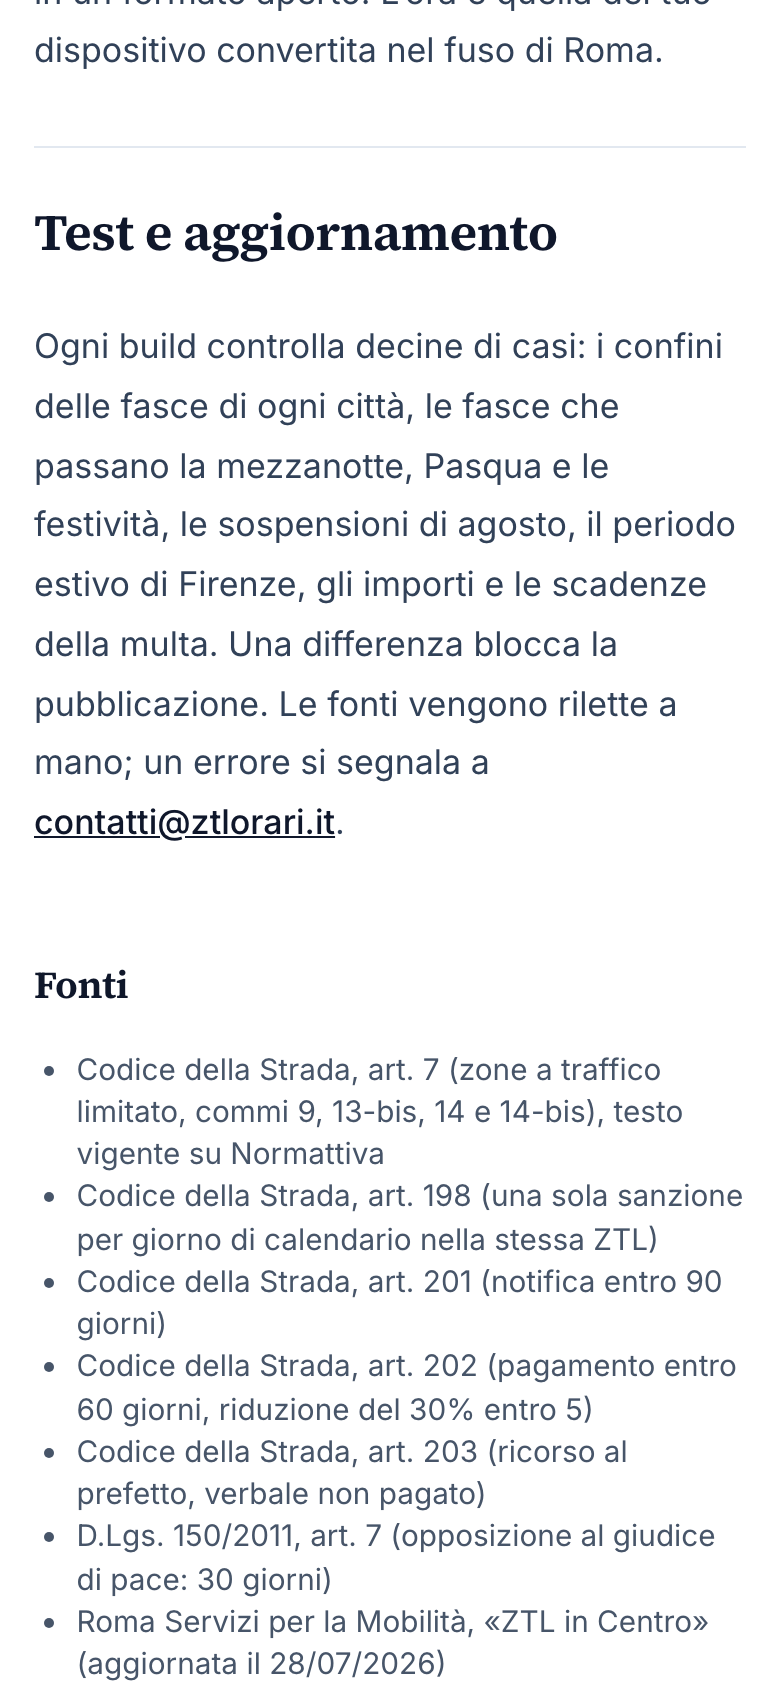 in un formato aperto. L'ora è quella del tuo
dispositivo convertita nel fuso di Roma.
Test e aggiornamento
Ogni build controlla decine di casi: i confini
delle fasce di ogni città, le fasce che
passano la mezzanotte, Pasqua e le
festività, le sospensioni di agosto, il periodo
estivo di Firenze, gli importi e le scadenze
della multa. Una differenza blocca la
pubblicazione. Le fonti vengono rilette a
mano; un errore si segnala a
contatti@ztlorari.it.
Fonti
• Codice della Strada, art. 7 (zone a traffico
limitato, commi 9, 13-bis, 14 e 14-bis), testo
vigente su Normattiva
• Codice della Strada, art. 198 (una sola sanzione
per giorno di calendario nella stessa ZTL)
• Codice della Strada, art. 201 (notifica entro 90
giorni)
• Codice della Strada, art. 202 (pagamento entro
60 giorni, riduzione del 30% entro 5)
• Codice della Strada, art. 203 (ricorso al
prefetto, verbale non pagato)
• D.Lgs. 150/2011, art. 7 (opposizione al giudice
di pace: 30 giorni)
• Roma Servizi per la Mobilità, «ZTL in Centro»
(aggiornata il 28/07/2026)